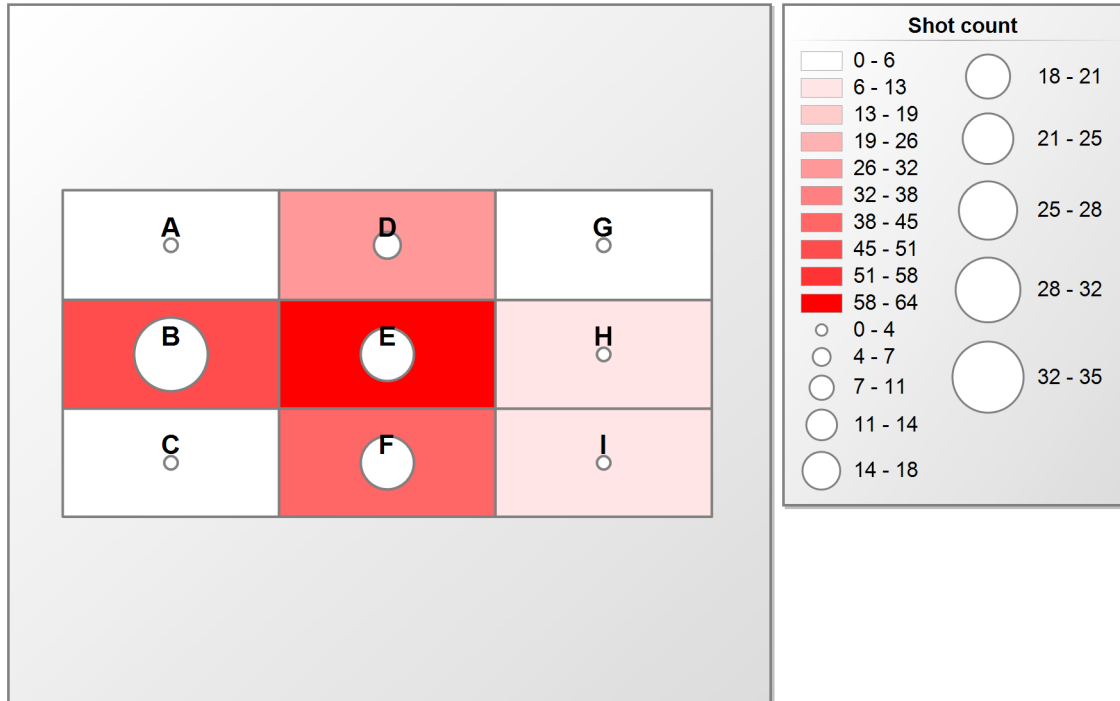 Shot count
0 - 6
6 - 13
13 - 19
19 - 26
26 - 32
32 - 38
38 - 45
45 - 51
51 - 58
58 - 64
0 - 4
4 - 7
7 - 11
11 - 14
14 - 18
18 - 21
21 - 25
25 - 28
28 - 32
32 - 35
A D G
B E H
C F I